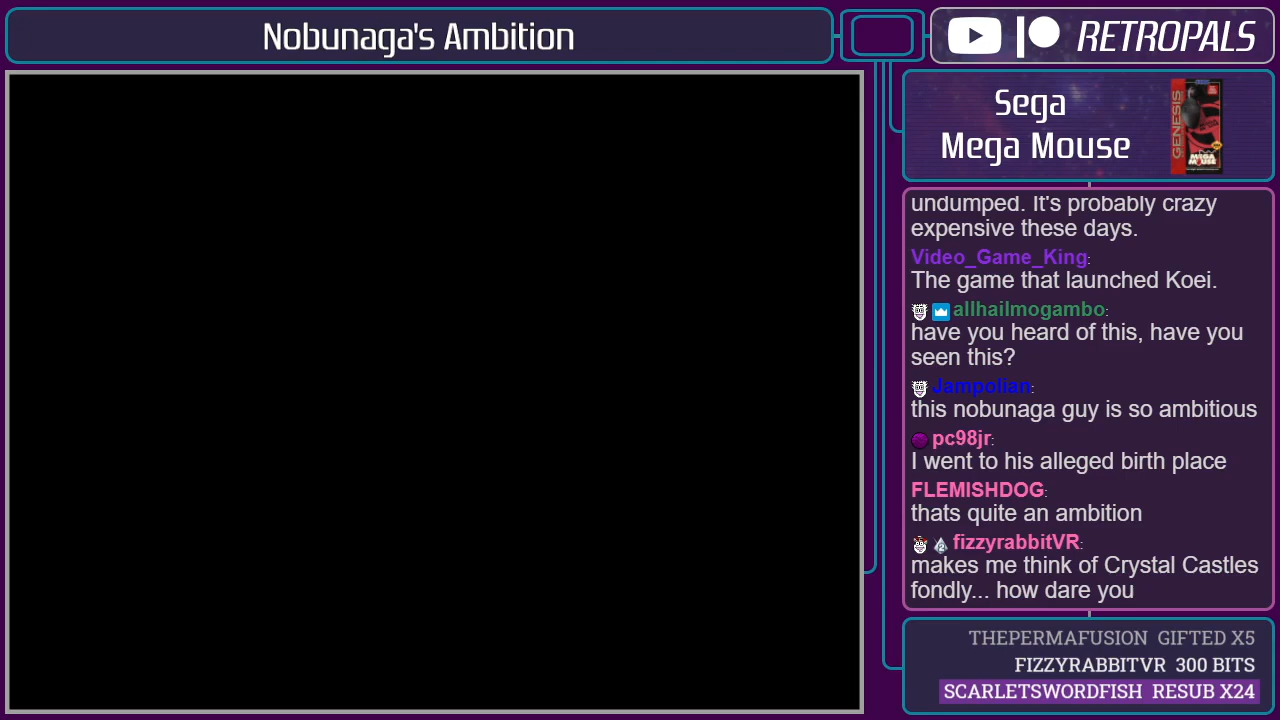 Nobunaga's Ambition
RETROPALS
Sega
Mega Mouse
GENESIS
MEGA
MOUSE
undumped. It's probably crazy
expensive these days.
Video_Game_King:
The game that launched Koei.
allhailmogambo:
have you heard of this, have you
seen this?
Jampolian:
this nobunaga guy is so ambitious
pc98jr:
I went to his alleged birth place
FLEMISHDOG:
thats quite an ambition
fizzyrabbitVR:
makes me think of Crystal Castles
fondly... how dare you
THEPERMAFUSION GIFTED X5
FIZZYRABBITVR 300 BITS
SCARLETSWORDFISH RESUB X24